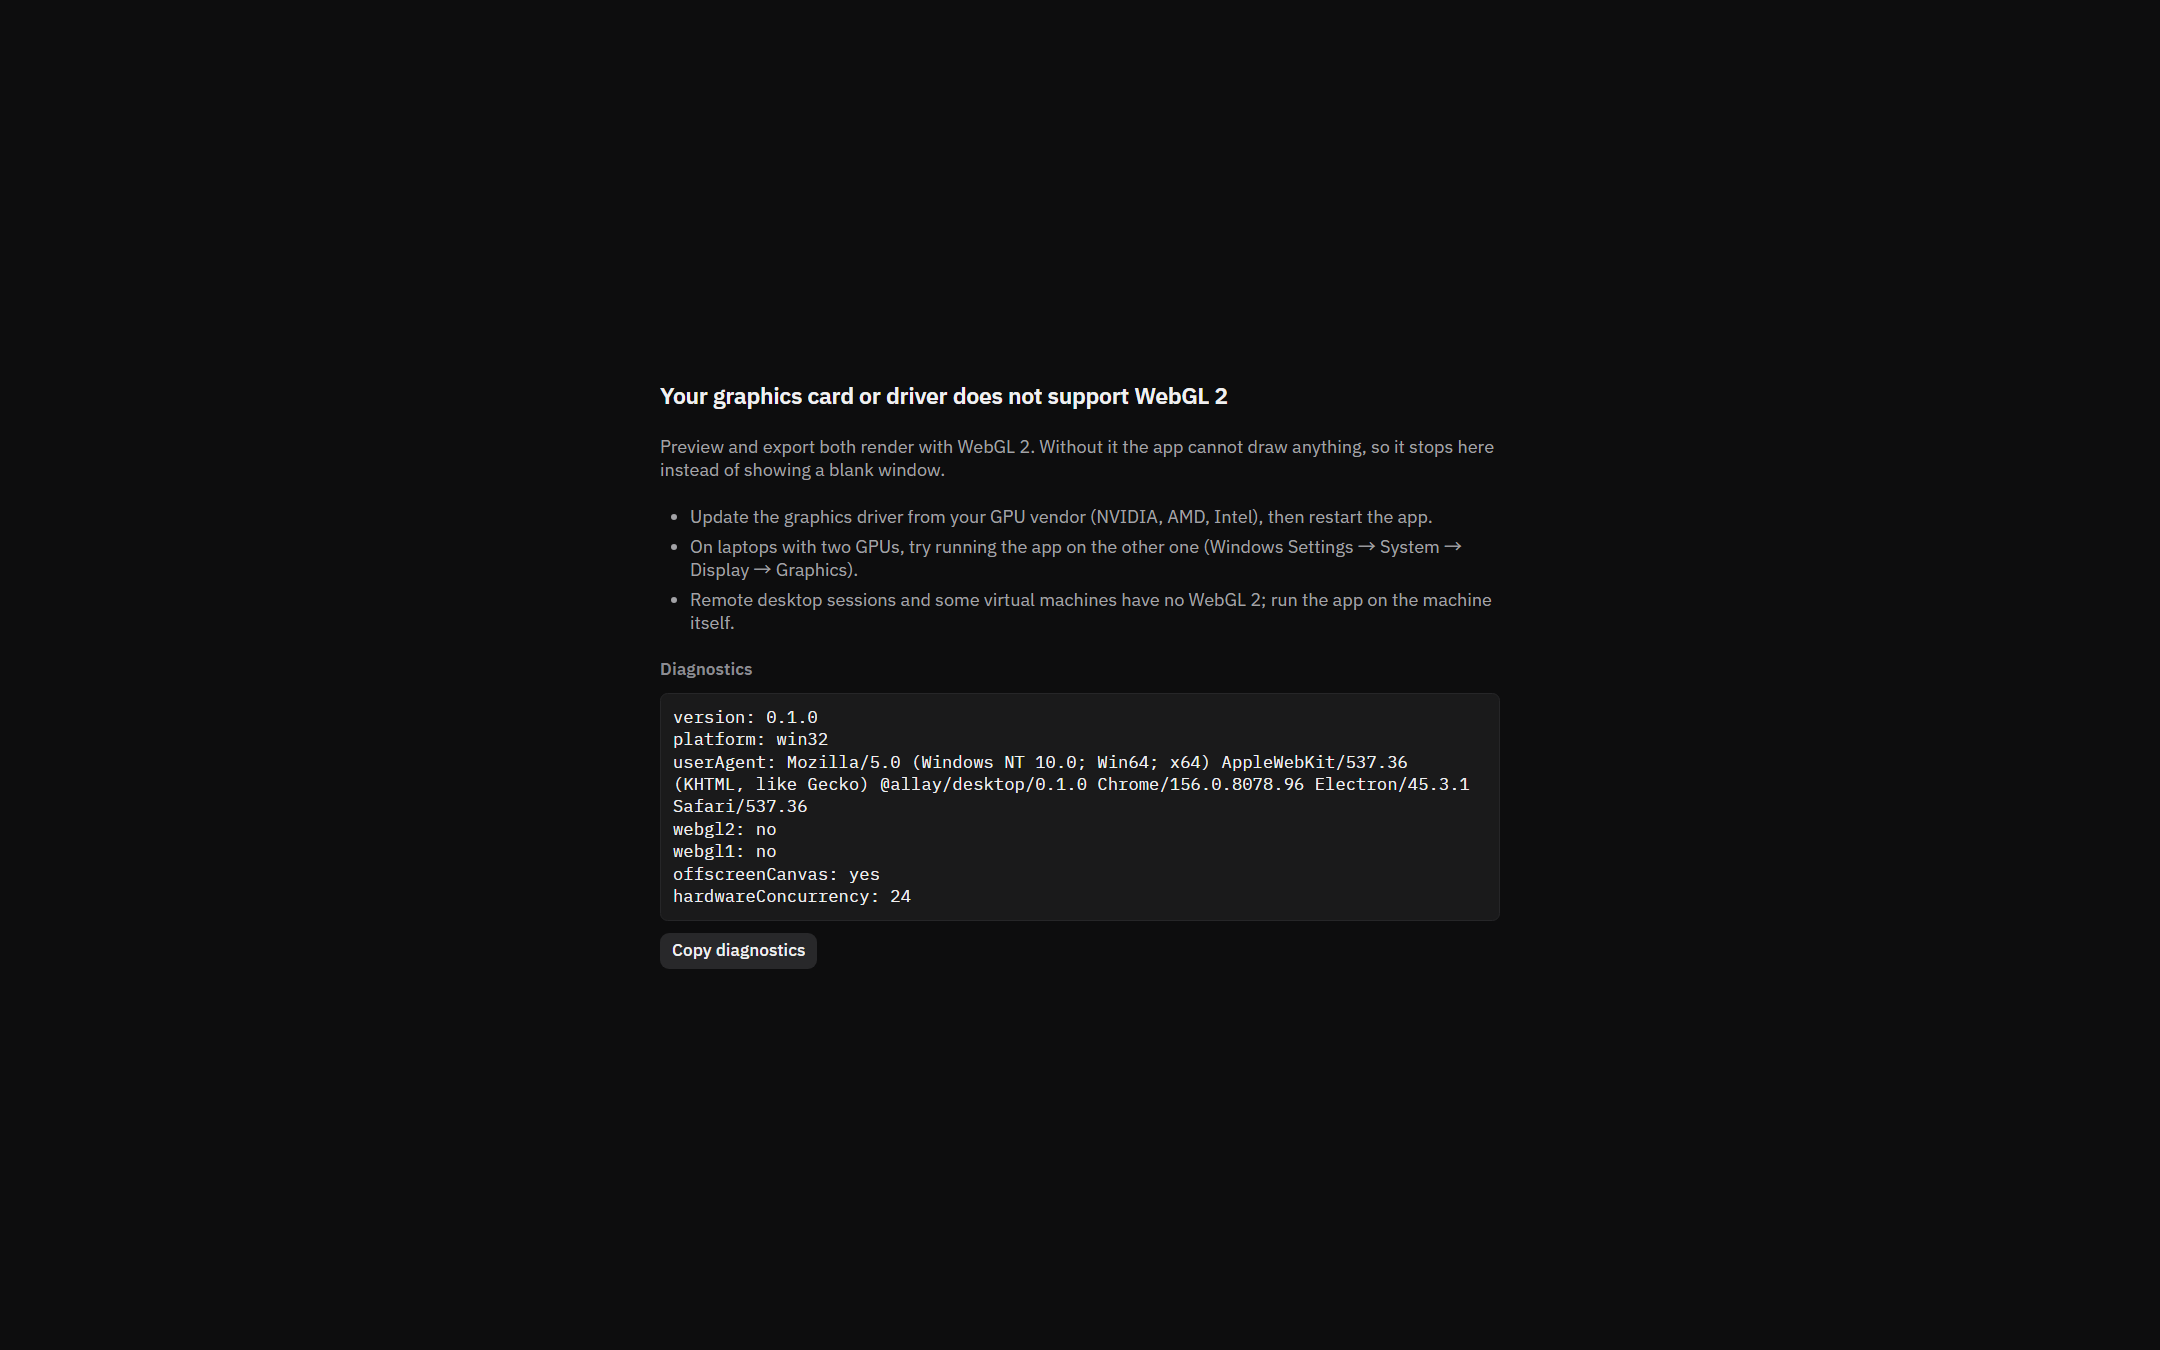 Your graphics card or driver does not support WebGL 2
Preview and export both render with WebGL 2. Without it the app cannot draw anything, so it stops here
instead of showing a blank window.
• Update the graphics driver from your GPU vendor (NVIDIA, AMD, Intel), then restart the app.
• On laptops with two GPUs, try running the app on the other one (Windows Settings → System →
Display → Graphics).
• Remote desktop sessions and some virtual machines have no WebGL 2; run the app on the machine
itself.
Diagnostics
version: 0.1.0
platform: win32
userAgent: Mozilla/5.0 (Windows NT 10.0; Win64; x64) AppleWebKit/537.36
(KHTML, like Gecko) @allay/desktop/0.1.0 Chrome/156.0.8078.96 Electron/45.3.1
Safari/537.36
webgl2: no
webgl1: no
offscreenCanvas: yes
hardwareConcurrency: 24
Copy diagnostics